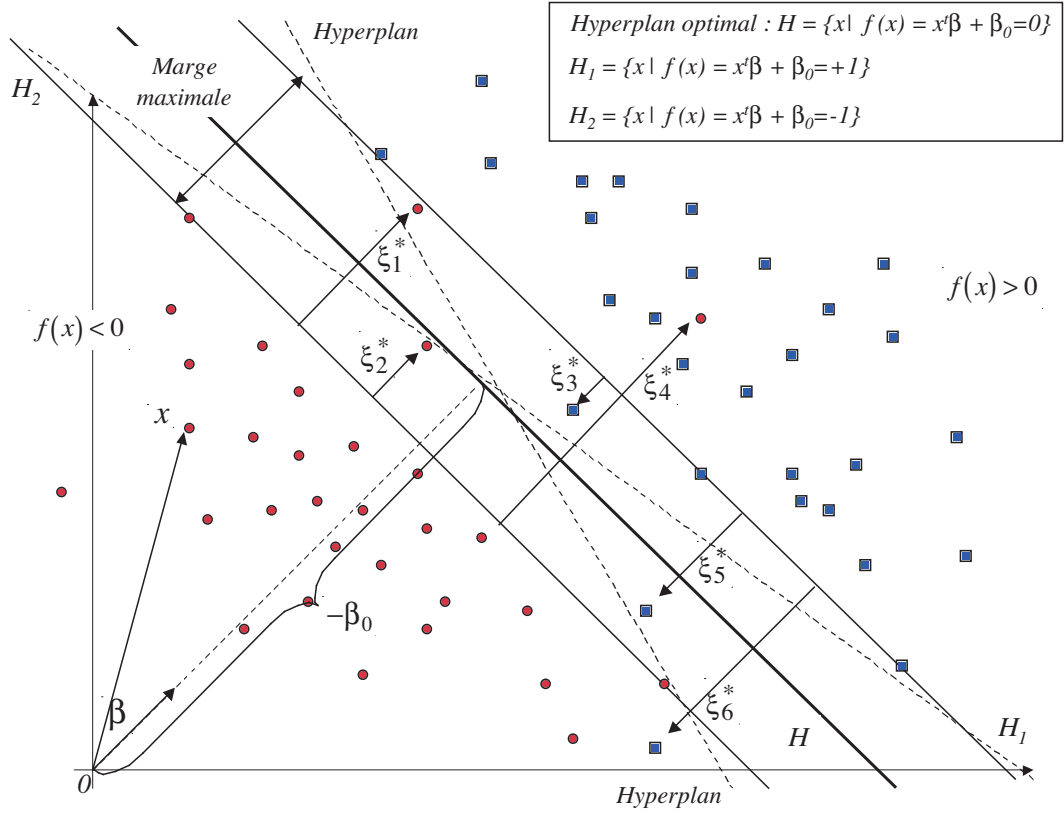 Hyperplan
Hyperplan optimal : H = {x| f(x) = xᵗβ + β₀=0}
H₁ = {x | f(x) = xᵗβ + β₀=+1}
H₂ = {x | f(x) = xᵗβ + β₀=-1}
Marge
maximale
H₂
ξ₁*
f(x) > 0
f(x) < 0
ξ₂*
ξ₃*
ξ₄*
x
ξ₅*
−β₀
β
ξ₆*
H
H₁
0
Hyperplan